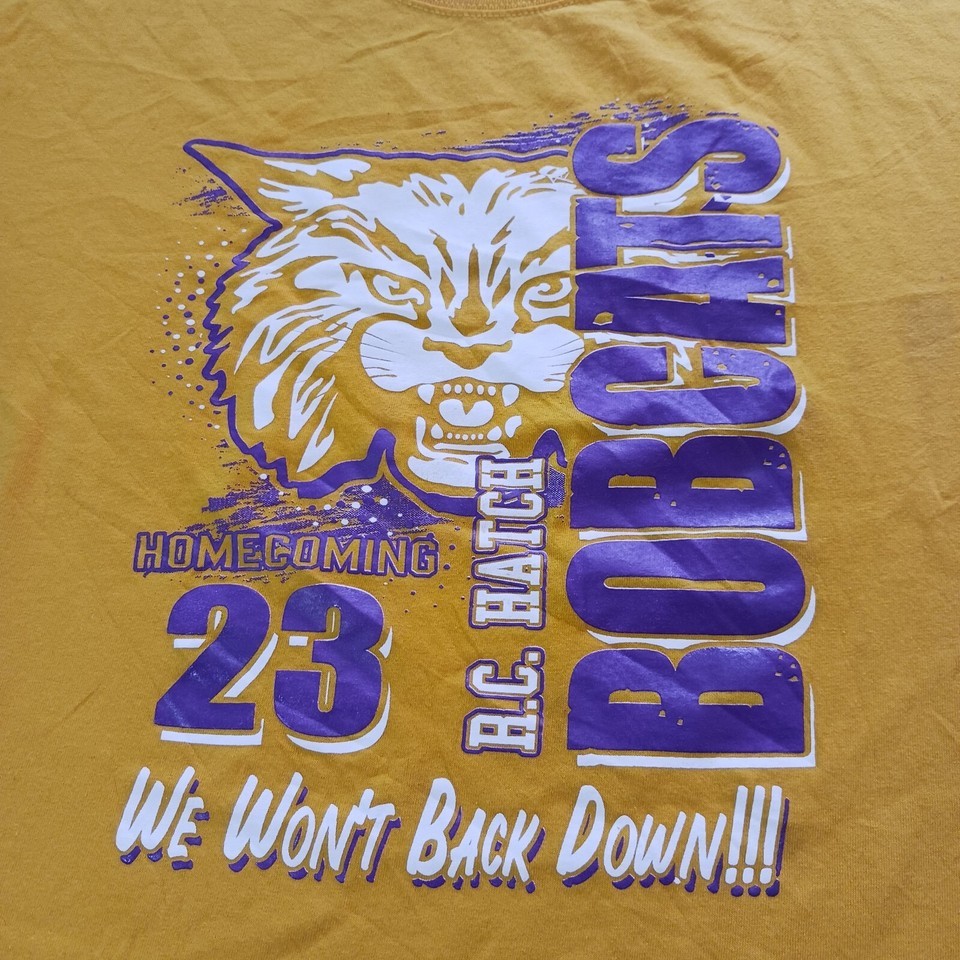 BOBCATS
R.C. HATCH
HOMECOMING
23
WE WON'T BACK DOWN!!!